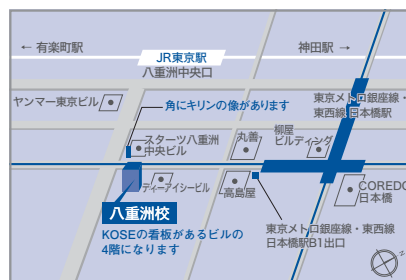 ← 有楽町駅
神田駅 →
JR東京駅
八重洲中央口
ヤンマー東京ビル
角にキリンの像があります
東京メトロ銀座線・
東西線 日本橋駅
スターツ八重洲
中央ビル
丸善
柳屋
ビルディング
ディーアイシービル
高島屋
COREDO
日本橋
八重洲校
KOSEの看板があるビルの
4階になります
東京メトロ銀座線・東西線
日本橋駅B1出口
N